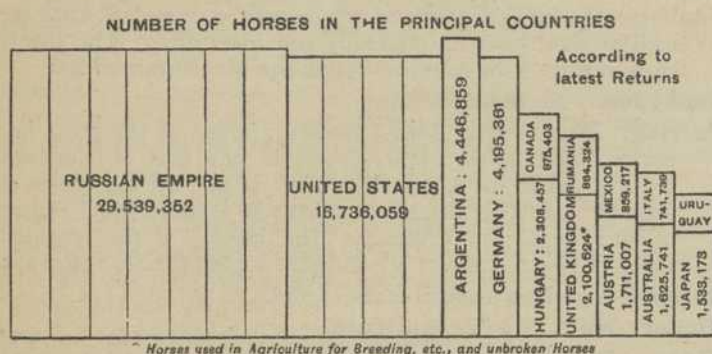 NUMBER OF HORSES IN THE PRINCIPAL COUNTRIES
According to
latest Returns
RUSSIAN EMPIRE
29,539,352
UNITED STATES
16,736,059
ARGENTINA : 4,446,859
GERMANY : 4,195,361
CANADA
975,403
HUNGARY : 2,308,457
RUMANIA
864,324
UNITED KINGDOM
2,100,624*
MEXICO
859,217
AUSTRIA
1,711,007
ITALY
741,739
AUSTRALIA
1,625,741
URU-
GUAY
JAPAN
1,533,173
Horses used in Agriculture for Breeding, etc., and unbroken Horses